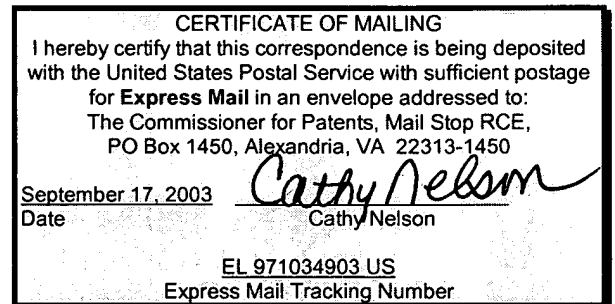 CERTIFICATE OF MAILING
I hereby certify that this correspondence is being deposited
with the United States Postal Service with sufficient postage
for Express Mail in an envelope addressed to:
The Commissioner for Patents, Mail Stop RCE,
PO Box 1450, Alexandria, VA 22313-1450
September 17, 2003 Cathy Nelson
Date Cathy Nelson
EL 971034903 US
Express Mail Tracking Number